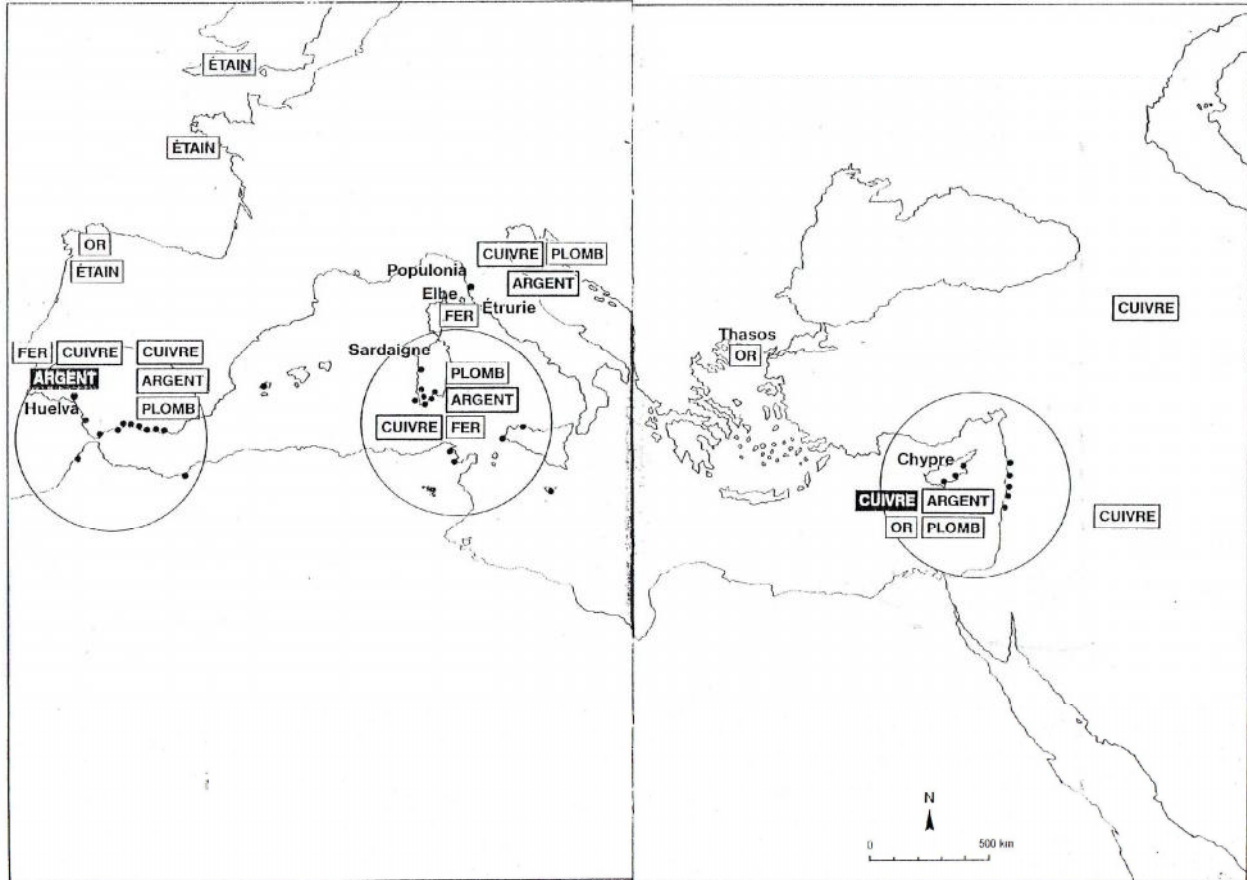 ÉTAIN
ÉTAIN
OR
ÉTAIN
CUIVRE PLOMB
ARGENT
Populonia
Elbe
Étrurie
FER
Sardaigne
PLOMB
ARGENT
CUIVRE FER
FER CUIVRE CUIVRE
ARGENT ARGENT
PLOMB
Huelva
Thasos
OR
CUIVRE
Chypre
CUIVRE ARGENT
OR PLOMB
CUIVRE
N
0 500 km